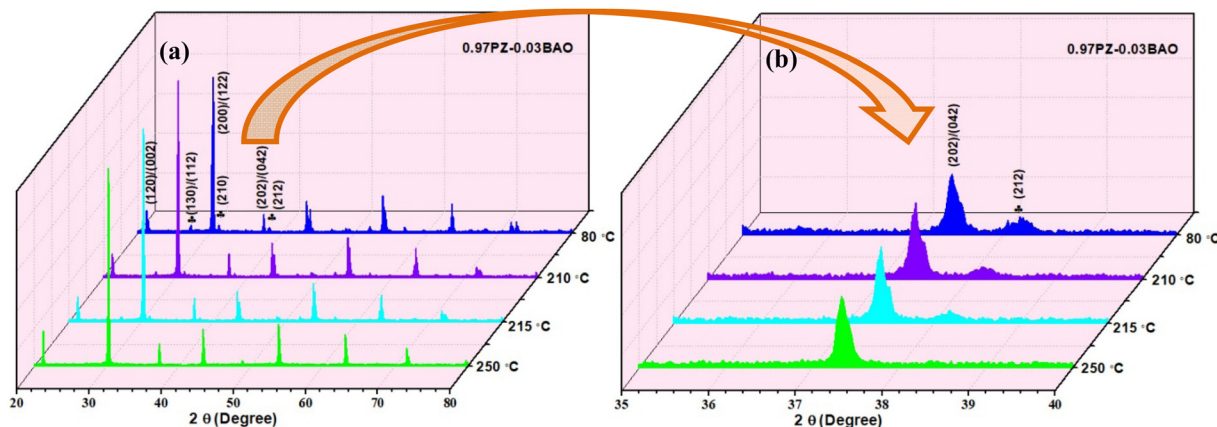 (a)
0.97PZ-0.03BAO
(120)/(002)
♣(130)/(112)
(200)/(122)
♣(210)
(202)/(042)
♣(212)
80 °C
210 °C
215 °C
250 °C
20 30 40 50 60 70 80
2 θ (Degree)
(b)
0.97PZ-0.03BAO
(202)/(042)
♣ (212)
80 °C
210 °C
215 °C
250 °C
35 36 37 38 39 40
2 θ (Degree)